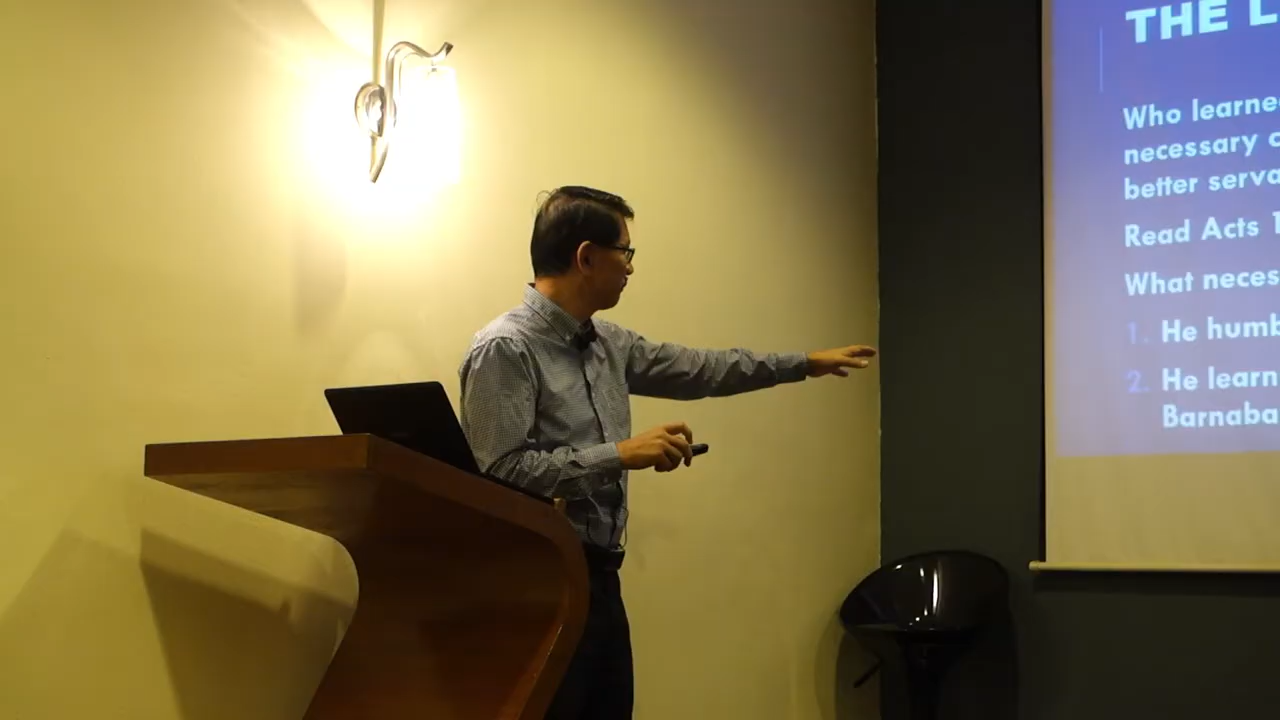 THE L
Who learne
necessary c
better serva
Read Acts 1
What neces
1. He humb
2. He learn
Barnaba